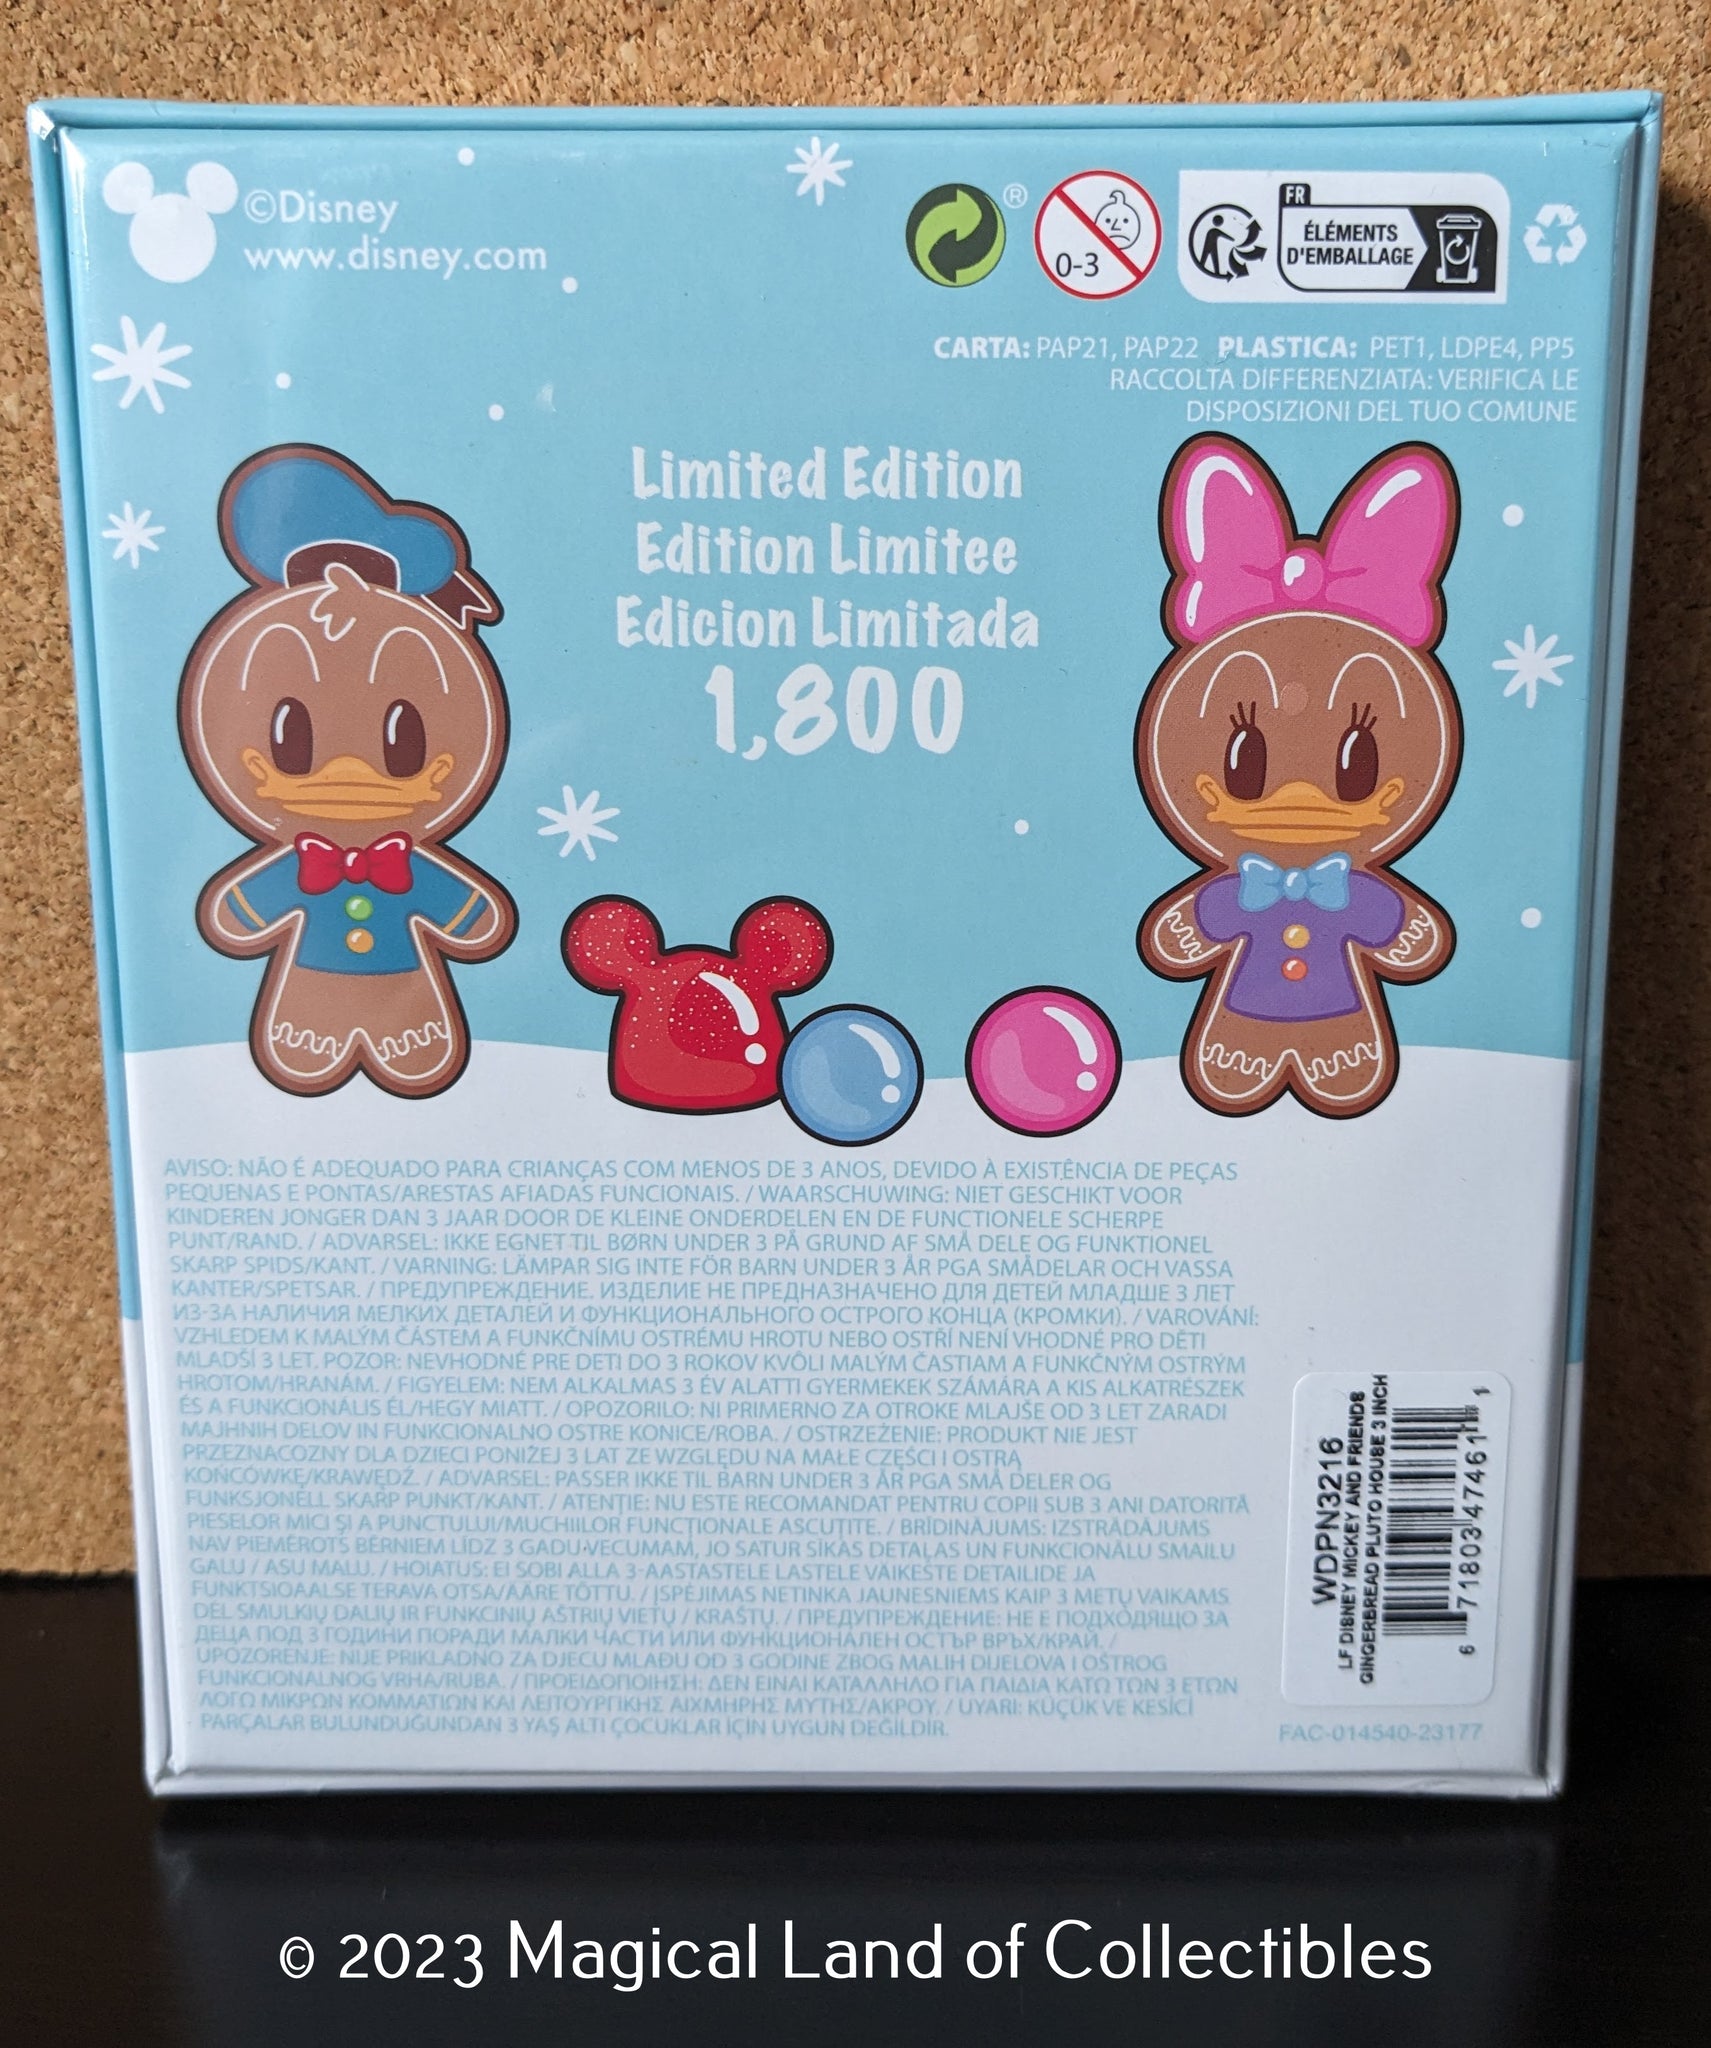 ©Disney
www.disney.com
®
0-3
FR
ÉLÉMENTS
D'EMBALLAGE
CARTA: PAP21, PAP22 PLASTICA: PET1, LDPE4, PP5
RACCOLTA DIFFERENZIATA: VERIFICA LE
DISPOSIZIONI DEL TUO COMUNE
Limited Edition
Edition Limitee
Edicion Limitada
1,800
AVISO: NÃO É ADEQUADO PARA CRIANÇAS COM MENOS DE 3 ANOS, DEVIDO À EXISTÊNCIA DE PEÇAS
PEQUENAS E PONTAS/ARESTAS AFIADAS FUNCIONAIS. / WAARSCHUWING: NIET GESCHIKT VOOR
KINDEREN JONGER DAN 3 JAAR DOOR DE KLEINE ONDERDELEN EN DE FUNCTIONELE SCHERPE
PUNT/RAND. / ADVARSEL: IKKE EGNET TIL BØRN UNDER 3 PÅ GRUND AF SMÅ DELE OG FUNKTIONEL
SKARP SPIDS/KANT. / VARNING: LÄMPAR SIG INTE FÖR BARN UNDER 3 ÅR PGA SMÅDELAR OCH VASSA
KANTER/SPETSAR. / ПРЕДУПРЕЖДЕНИЕ. ИЗДЕЛИЕ НЕ ПРЕДНАЗНАЧЕНО ДЛЯ ДЕТЕЙ МЛАДШЕ 3 ЛЕТ
ИЗ-ЗА НАЛИЧИЯ МЕЛКИХ ДЕТАЛЕЙ И ФУНКЦИОНАЛЬНОГО ОСТРОГО КОНЦА (КРОМКИ). / VAROVÁNÍ:
VZHLEDEM K MALÝM ČÁSTEM A FUNKČNÍMU OSTRÉMU HROTU NEBO OSTŘÍ NENÍ VHODNÉ PRO DĚTI
MLADŠÍ 3 LET. POZOR: NEVHODNÉ PRE DETI DO 3 ROKOV KVÔLI MALÝM ČASTIAM A FUNKČNÝM OSTRÝM
HROTOM/HRANÁM. / FIGYELEM: NEM ALKALMAS 3 ÉV ALATTI GYERMEKEK SZÁMÁRA A KIS ALKATRÉSZEK
ÉS A FUNKCIONÁLIS ÉL/HEGY MIATT. / OPOZORILO: NI PRIMERNO ZA OTROKE MLAJŠE OD 3 LET ZARADI
MAJHNIH DELOV IN FUNKCIONALNO OSTRE KONICE/ROBA. / OSTRZEŻENIE: PRODUKT NIE JEST
PRZEZNACOZNY DLA DZIECI PONIŻEJ 3 LAT ZE WZGLĘDU NA MAŁE CZĘŚCI I OSTRĄ
KOŃCÓWKĘ/KRAWĘDŹ. / ADVARSEL: PASSER IKKE TIL BARN UNDER 3 ÅR PGA SMÅ DELER OG
FUNKSJONELL SKARP PUNKT/KANT. / ATENȚIE: NU ESTE RECOMANDAT PENTRU COPII SUB 3 ANI DATORITĂ
PIESELOR MICI ȘI A PUNCTULUI/MUCHIILOR FUNCȚIONALE ASCUȚITE. / BRĪDINĀJUMS: IZSTRĀDĀJUMS
NAV PIEMĒROTS BĒRNIEM LĪDZ 3 GADU VECUMAM, JO SATUR SĪKAS DETAĻAS UN FUNKCIONĀLU SMAILU
GALU / ASU MALU. / HOIATUS: EI SOBI ALLA 3-AASTASTELE LASTELE VÄIKESTE DETAILIDE JA
FUNKTSIOAALSE TERAVA OTSA/ÄÄRE TÕTTU. / ĮSPĖJIMAS NETINKA JAUNESNIEMS KAIP 3 METŲ VAIKAMS
DĖL SMULKIŲ DALIŲ IR FUNKCINIŲ AŠTRIŲ VIETŲ / KRAŠTŲ. / ПРЕДУПРЕЖДЕНИЕ: НЕ Е ПОДХОДЯЩО ЗА
ДЕЦА ПОД 3 ГОДИНИ ПОРАДИ МАЛКИ ЧАСТИ ИЛИ ФУНКЦИОНАЛЕН ОСТЪР ВРЪХ/КРАЙ. /
UPOZORENJE: NIJE PRIKLADNO ZA DJECU MLAĐU OD 3 GODINE ZBOG MALIH DIJELOVA I OŠTROG
FUNKCIONALNOG VRHA/RUBA. / ΠΡΟΕΙΔΟΠΟΙΗΣΗ: ΔΕΝ ΕΙΝΑΙ ΚΑΤΑΛΛΗΛΟ ΓΙΑ ΠΑΙΔΙΑ ΚΑΤΩ ΤΩΝ 3 ΕΤΩΝ
ΛΟΓΩ ΜΙΚΡΩΝ ΚΟΜΜΑΤΙΩΝ ΚΑΙ ΛΕΙΤΟΥΡΓΙΚΗΣ ΑΙΧΜΗΡΗΣ ΜΥΤΗΣ/ΑΚΡΟΥ. / UYARI: KÜÇÜK VE KESİCİ
PARÇALAR BULUNDUĞUNDAN 3 YAŞ ALTI ÇOCUKLAR İÇİN UYGUN DEĞİLDİR.
WDPN3216
LF DISNEY MICKEY AND FRIENDS
GINGERBREAD PLUTO HOUSE 3 INCH
6 71803 47461 1
FAC-014540-23177
© 2023 Magical Land of Collectibles